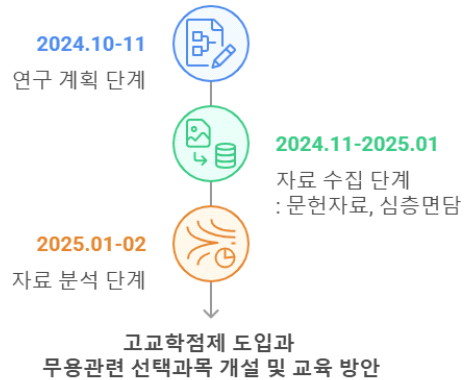 2024.10-11
연구 계획 단계
2024.11-2025.01
자료 수집 단계
: 문헌자료, 심층면담
2025.01-02
자료 분석 단계
고교학점제 도입과
무용관련 선택과목 개설 및 교육 방안